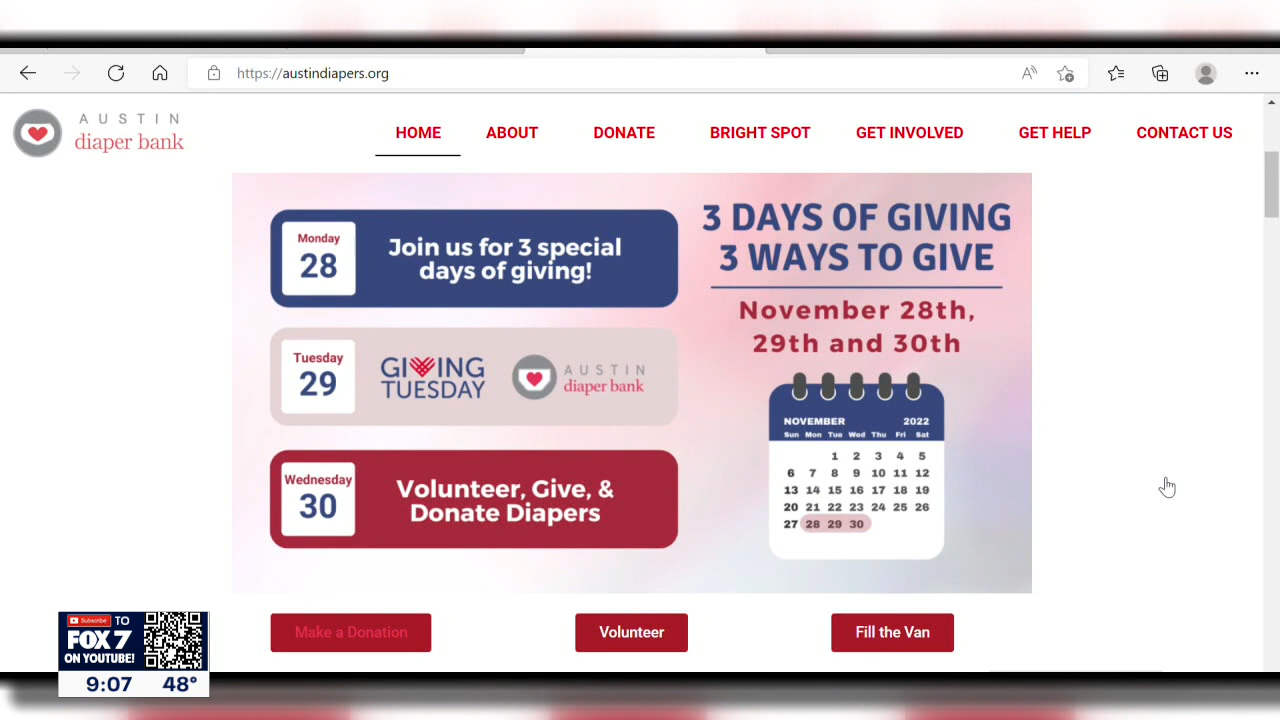 https://austindiapers.org
AUSTIN
diaper bank
HOME
ABOUT
DONATE
BRIGHT SPOT
GET INVOLVED
GET HELP
CONTACT US
Monday
28
Join us for 3 special
days of giving!
Tuesday
29
GIVING
TUESDAY
AUSTIN
diaper bank
Wednesday
30
Volunteer, Give, &
Donate Diapers
3 DAYS OF GIVING
3 WAYS TO GIVE
November 28th,
29th and 30th
NOVEMBER 2022
Sun Mon Tue Wed Thu Fri Sat
1 2 3 4 5
6 7 8 9 10 11 12
13 14 15 16 17 18 19
20 21 22 23 24 25 26
27 28 29 30
Make a Donation
Volunteer
Fill the Van
Subscribe TO
FOX 7
ON YOUTUBE!
9:07 48°